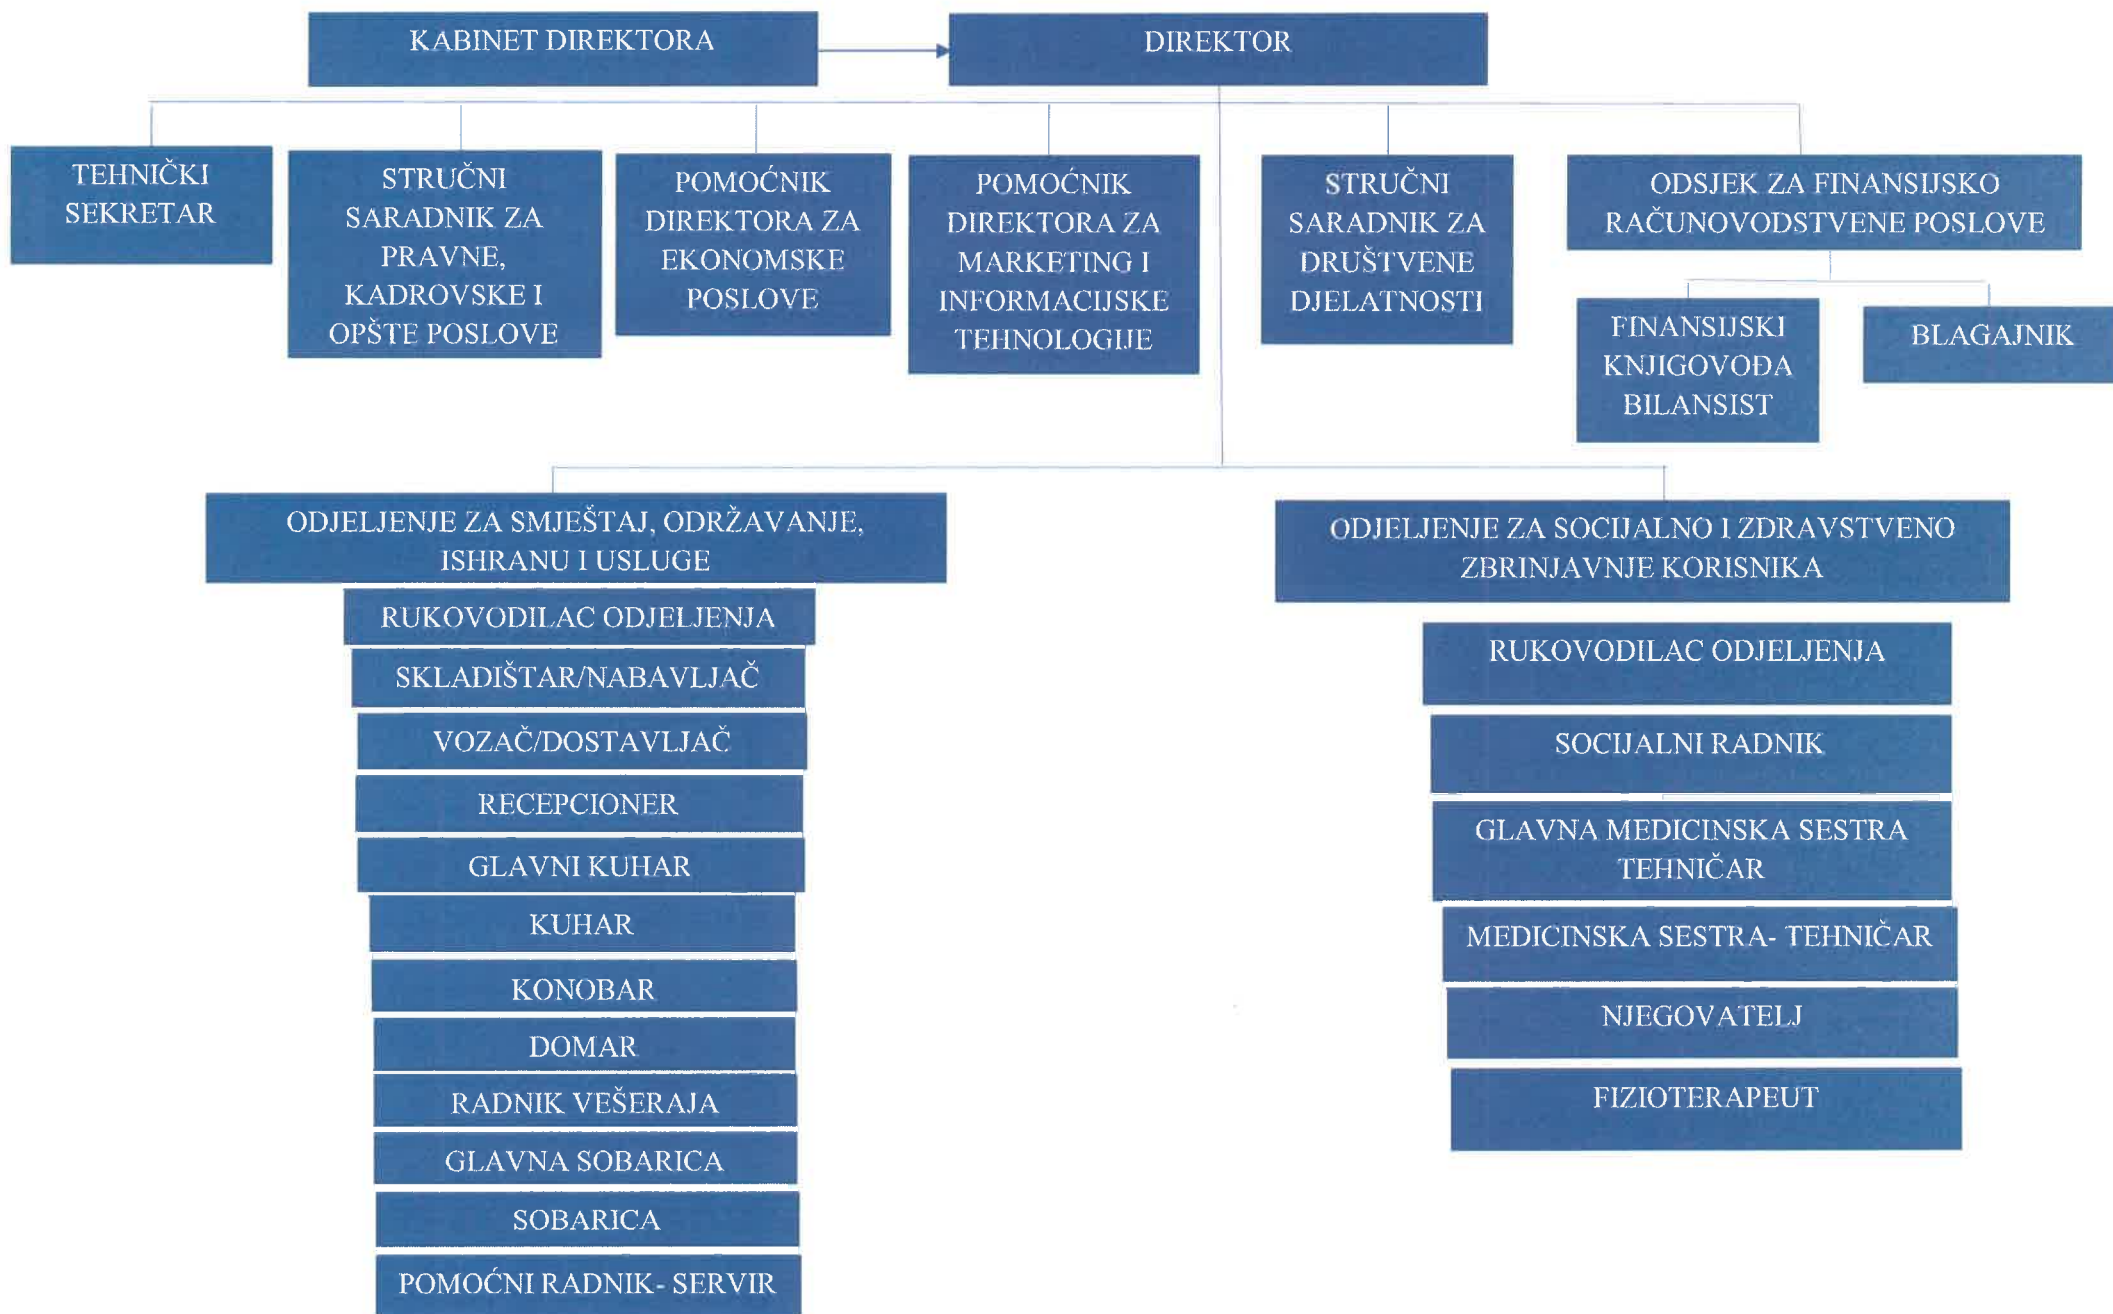 KABINET DIREKTORA
DIREKTOR
TEHNIČKI
SEKRETAR
STRUČNI
SARADNIK ZA
PRAVNE,
KADROVSKE I
OPŠTE POSLOVE
POMOĆNIK
DIREKTORA ZA
EKONOMSKE
POSLOVE
POMOĆNIK
DIREKTORA ZA
MARKETING I
INFORMACIJSKE
TEHNOLOGIJE
STRUČNI
SARADNIK ZA
DRUŠTVENE
DJELATNOSTI
ODSJEK ZA FINANSIJSKO
RAČUNOVODSTVENE POSLOVE
FINANSIJSKI
KNJIGOVOĐA
BILANSIST
BLAGAJNIK
ODJELJENJE ZA SMJEŠTAJ, ODRŽAVANJE,
ISHRANU I USLUGE
RUKOVODILAC ODJELJENJA
SKLADIŠTAR/NABAVLJAČ
VOZAČ/DOSTAVLJAČ
RECEPCIONER
GLAVNI KUHAR
KUHAR
KONOBAR
DOMAR
RADNIK VEŠERAJA
GLAVNA SOBARICA
SOBARICA
POMOĆNI RADNIK- SERVIR
ODJELJENJE ZA SOCIJALNO I ZDRAVSTVENO
ZBRINJAVNJE KORISNIKA
RUKOVODILAC ODJELJENJA
SOCIJALNI RADNIK
GLAVNA MEDICINSKA SESTRA
TEHNIČAR
MEDICINSKA SESTRA- TEHNIČAR
NJEGOVATELJ
FIZIOTERAPEUT